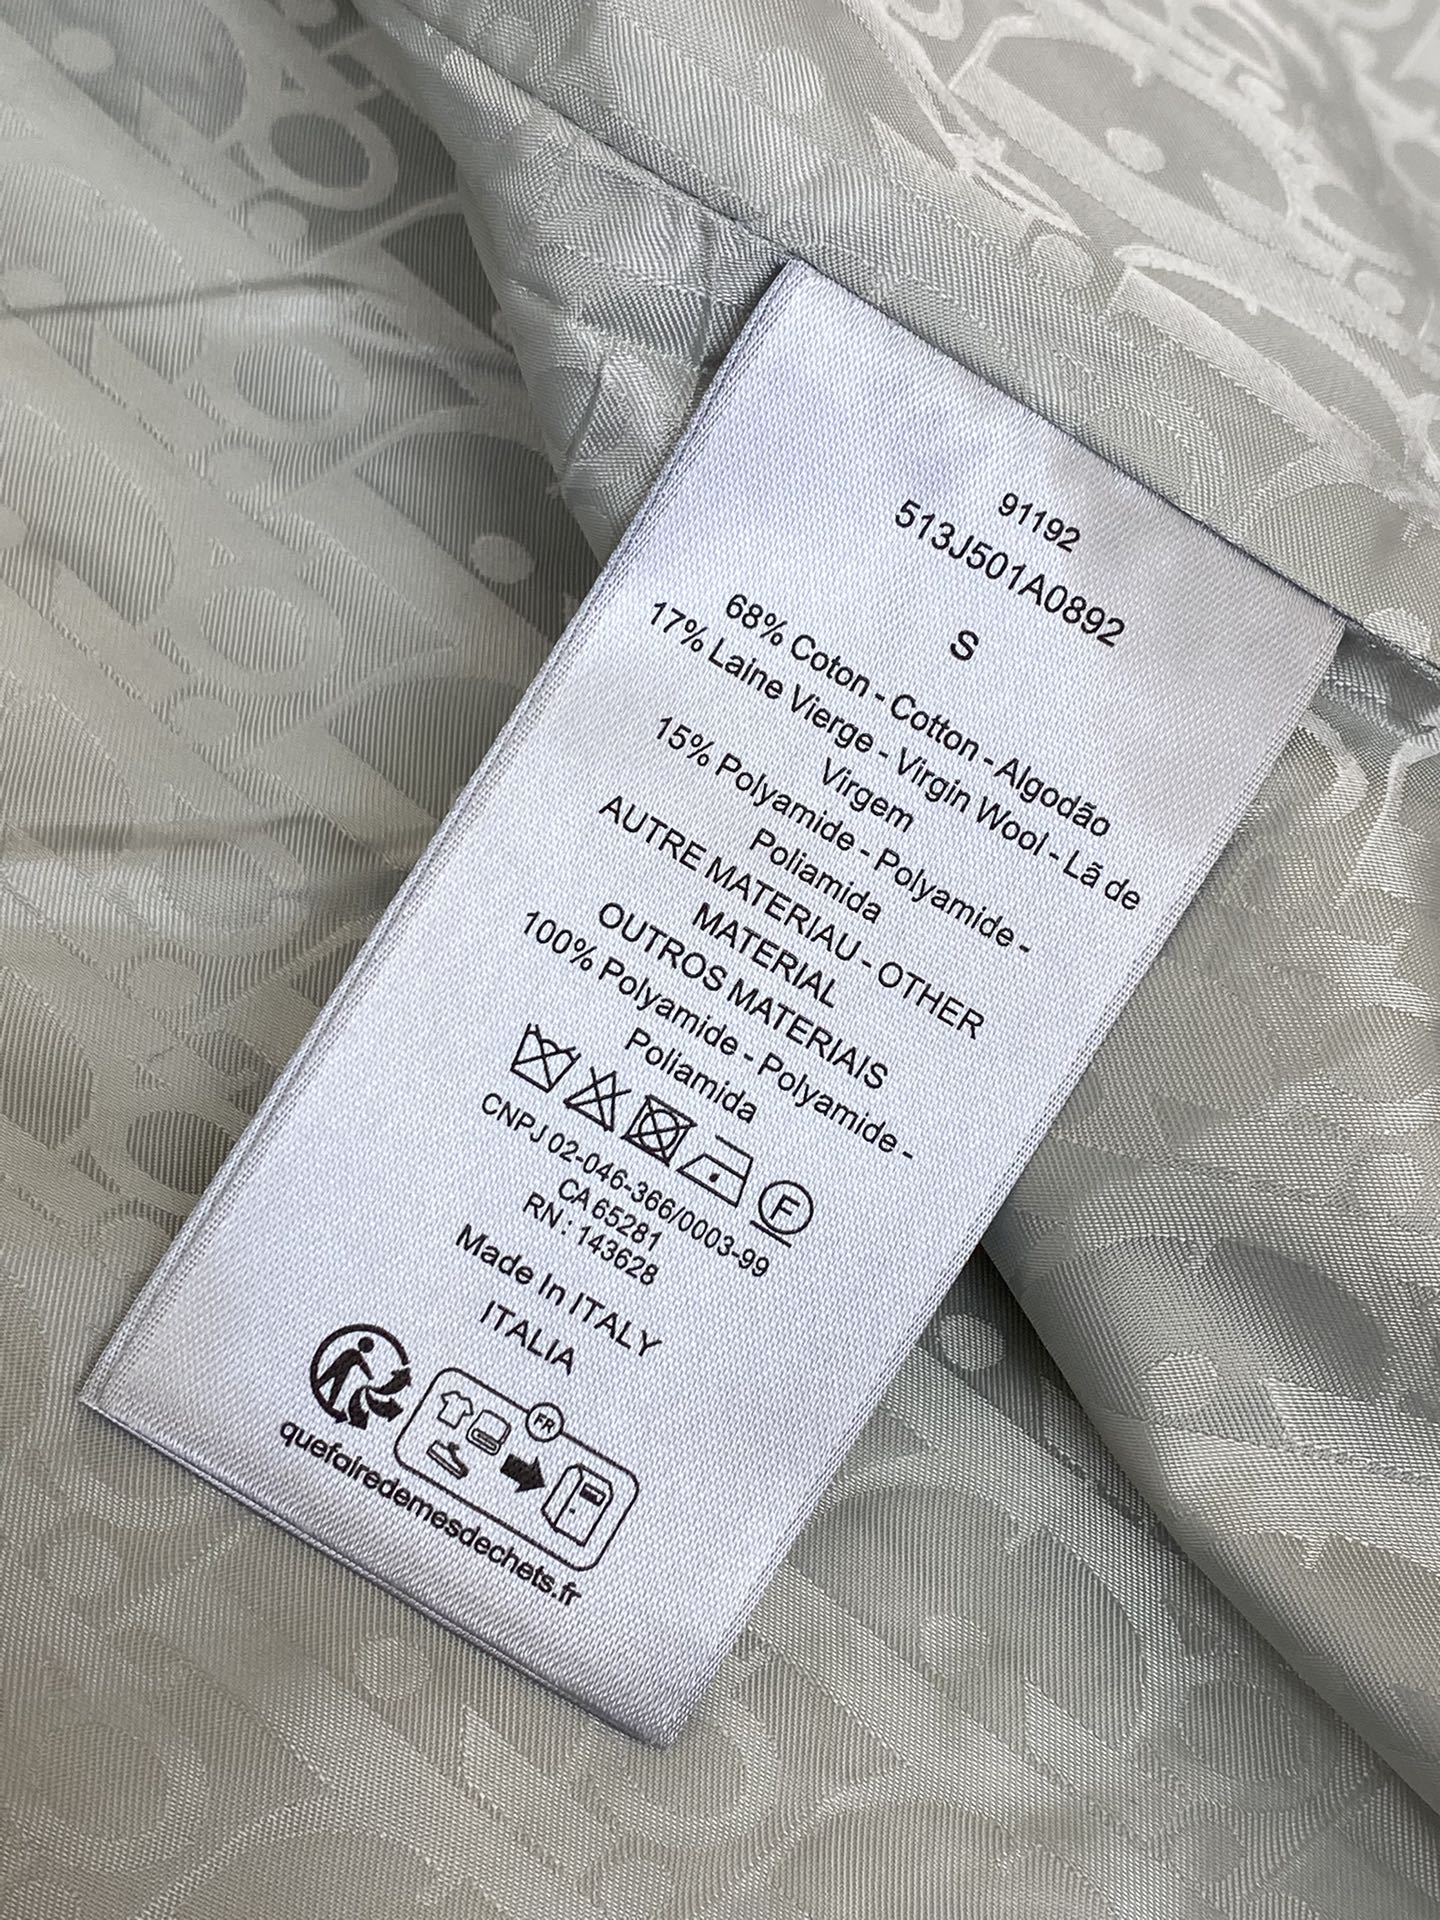 91192
513J501A0892
S
68% Coton - Cotton - Algodão
17% Laine Vierge - Virgin Wool - Lã de
Virgem
15% Polyamide - Polyamide -
Poliamida
AUTRE MATERIAU - OTHER
MATERIAL
OUTROS MATERIAIS
100% Polyamide - Polyamide -
Poliamida
F
CNPJ 02-046-366/0003-99
CA 65281
RN : 143628
Made In ITALY
ITALIA
FR
quefairedemesdechets.fr